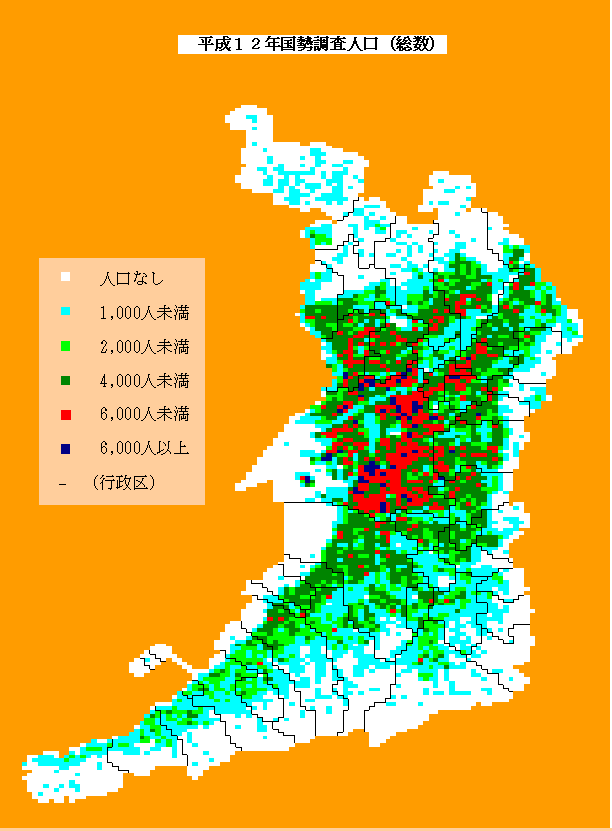 平成１２年国勢調査人口（総数）
人口なし
1,000人未満
2,000人未満
4,000人未満
6,000人未満
6,000人以上
（行政区）